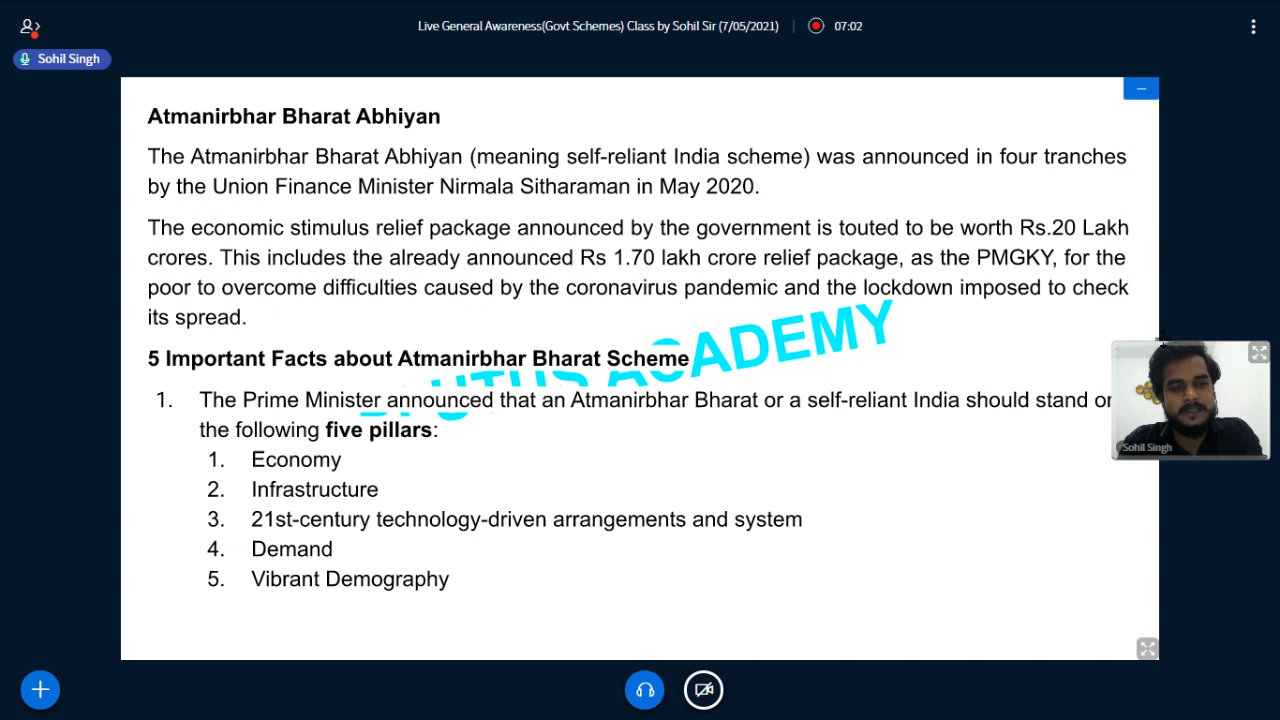 Live General Awareness(Govt Schemes) Class by Sohil Sir (7/05/2021)
07:02
Sohil Singh
Atmanirbhar Bharat Abhiyan
The Atmanirbhar Bharat Abhiyan (meaning self-reliant India scheme) was announced in four tranches
by the Union Finance Minister Nirmala Sitharaman in May 2020.
The economic stimulus relief package announced by the government is touted to be worth Rs.20 Lakh
crores. This includes the already announced Rs 1.70 lakh crore relief package, as the PMGKY, for the
poor to overcome difficulties caused by the coronavirus pandemic and the lockdown imposed to check
its spread.
ACADEMY
5 Important Facts about Atmanirbhar Bharat Scheme
1. The Prime Minister announced that an Atmanirbhar Bharat or a self-reliant India should stand
the following five pillars:
1. Economy
2. Infrastructure
3. 21st-century technology-driven arrangements and system
4. Demand
5. Vibrant Demography
Sohil Singh